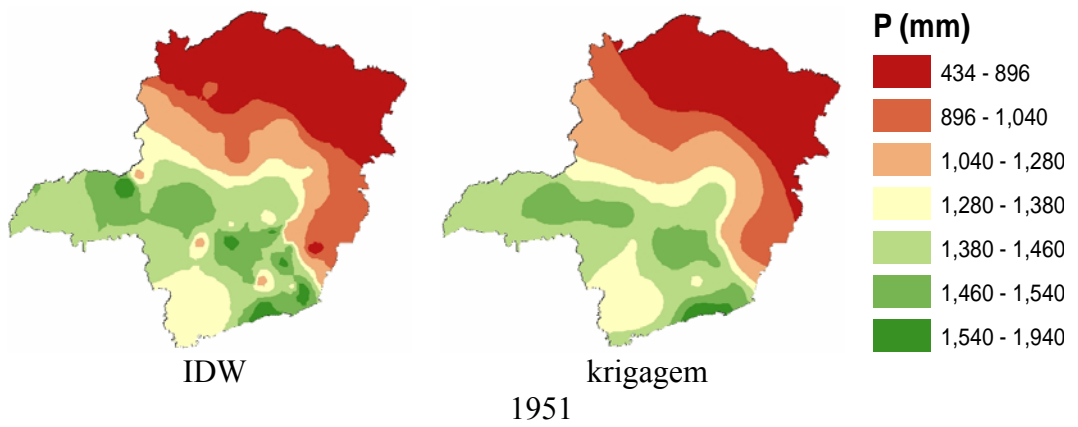 P (mm)
434 - 896
896 - 1,040
1,040 - 1,280
1,280 - 1,380
1,380 - 1,460
1,460 - 1,540
1,540 - 1,940
IDW
krigagem
1951